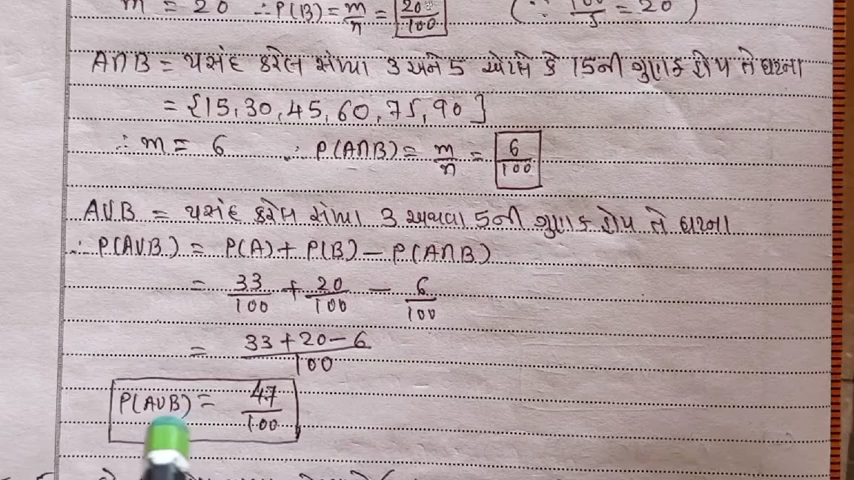 m = 20 ∴ P(B) = m/n = 20/100 (∵ 100/5 = 20)
A∩B = પસંદ કરેલ સંખ્યા 3 અને 5 એટલે કે 15ની ગુણક હોય તે ઘટના
= {15, 30, 45, 60, 75, 90}
∴ m = 6 ∴ P(A∩B) = m/n = 6/100
A∪B = પસંદ કરેલ સંખ્યા 3 અથવા 5ની ગુણક હોય તે ઘટના
∴ P(A∪B) = P(A) + P(B) - P(A∩B)
= 33/100 + 20/100 - 6/100
= 33+20-6/100
P(A∪B) = 47/100